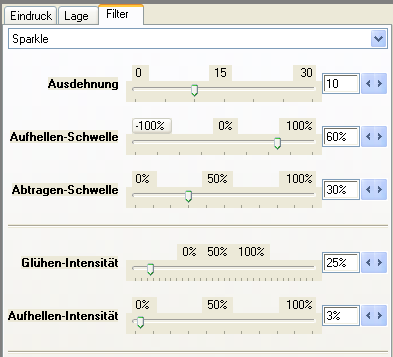 Eindruck Lage Filter
Sparkle
0 15 30
Ausdehnung 10
-100% 0% 100%
Aufhellen-Schwelle 60%
0% 50% 100%
Abtragen-Schwelle 30%
0% 50% 100%
Glühen-Intensität 25%
0% 50% 100%
Aufhellen-Intensität 3%